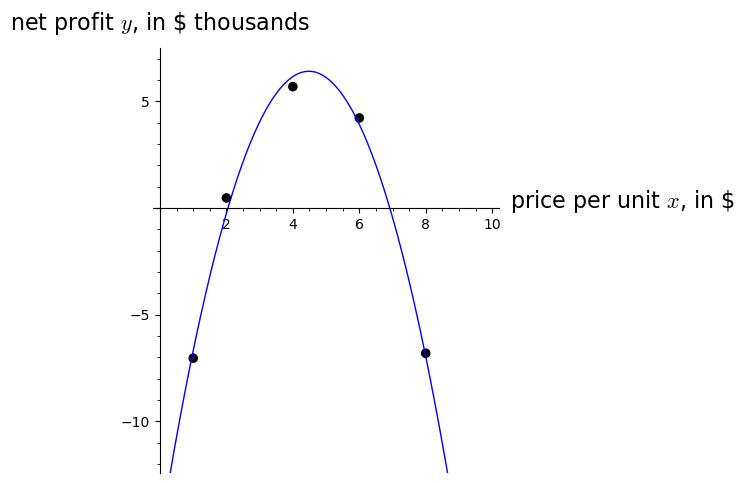 net profit y, in $ thousands
5
price per unit x, in $
2 4 6 8 10
−5
−10